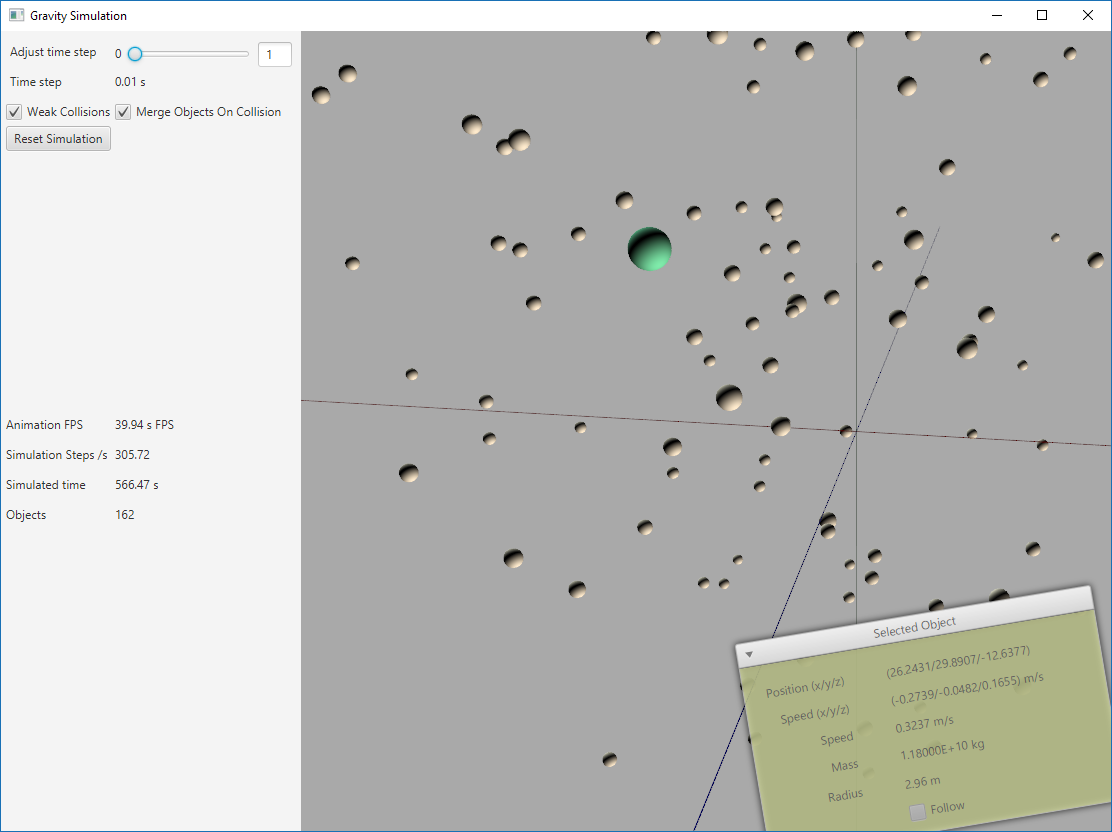 Gravity Simulation
Adjust time step 0 1
Time step 0.01 s
Weak Collisions Merge Objects On Collision
Reset Simulation
Animation FPS 39.94 s FPS
Simulation Steps /s 305.72
Simulated time 566.47 s
Objects 162
Selected Object
Position (x/y/z) (26.2431/29.8907/-12.6377)
Speed (x/y/z) (-0.2739/-0.0482/0.1655) m/s
Speed 0.3237 m/s
Mass 1.18000E+10 kg
Radius 2.96 m
Follow